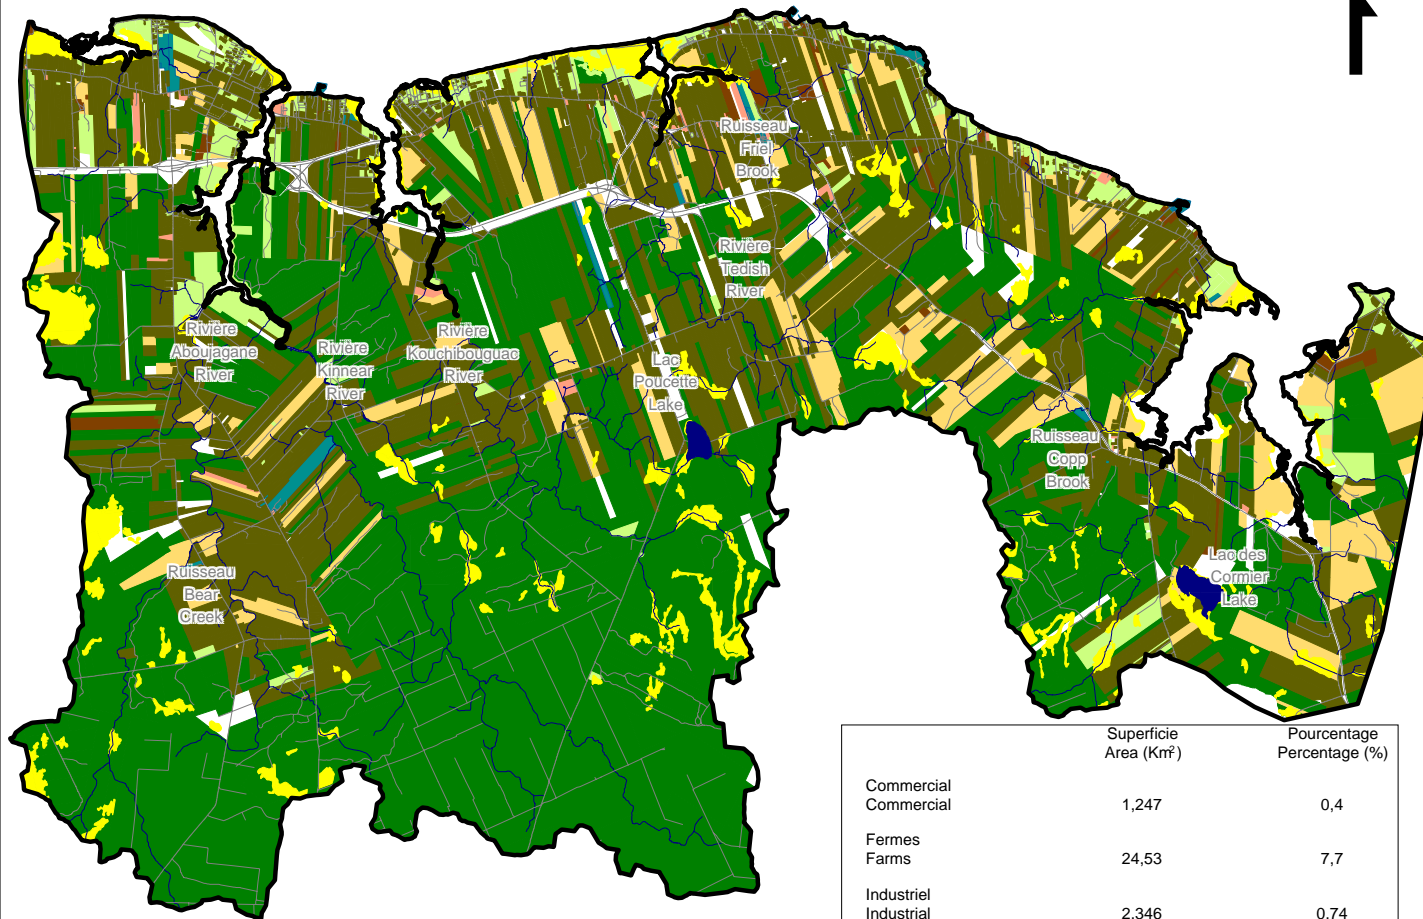 Ruisseau
Friel
Brook
Rivière
Tedish
River
Rivière
Aboujagane
River
Rivière
Kinnear
River
Rivière
Kouchibouguac
River
Lac
Poucette
Lake
Ruisseau
Copp
Brook
Lac des
Cormier
Lake
Ruisseau
Bear
Creek
Superficie Pourcentage
Area (Km²) Percentage (%)
Commercial
Commercial 1,247 0,4
Fermes
Farms 24,53 7,7
Industriel
Industrial 2,346 0,74